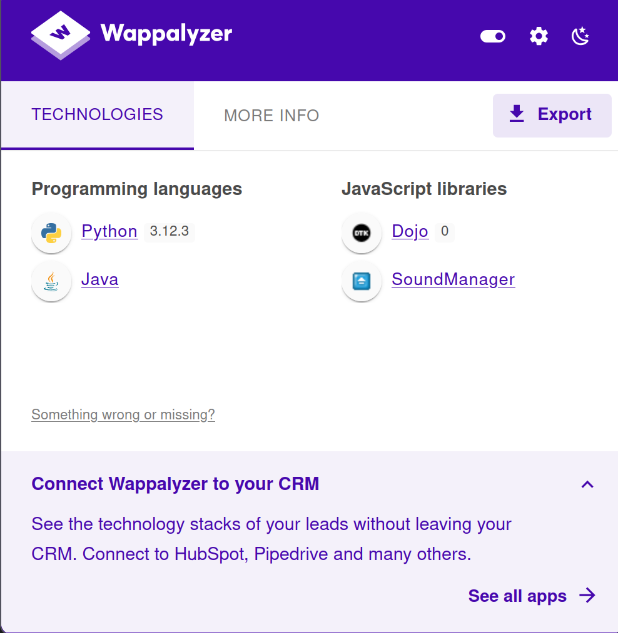 Wappalyzer
TECHNOLOGIES
MORE INFO
Export
Programming languages
Python 3.12.3
Java
JavaScript libraries
DTK
Dojo 0
SoundManager
Something wrong or missing?
Connect Wappalyzer to your CRM
See the technology stacks of your leads without leaving your
CRM. Connect to HubSpot, Pipedrive and many others.
See all apps